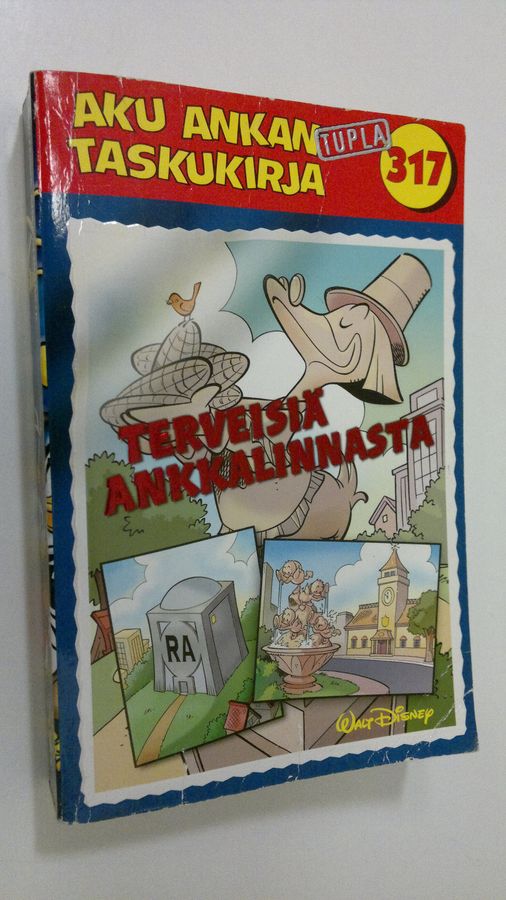 AKU ANKAN
TASKUKIRJA
TUPLA
317
TERVEISIÄ
ANKKALINNASTA
RA
WALT DISNEY